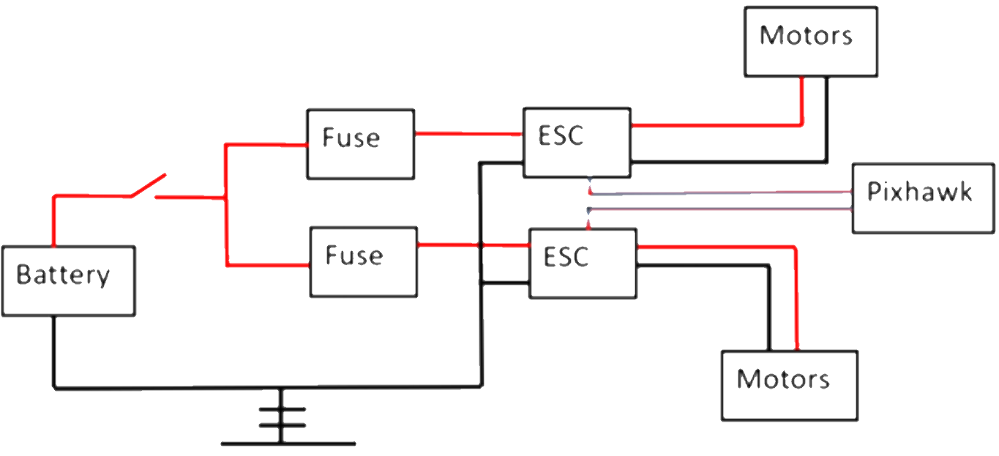 Motors
Fuse
ESC
Pixhawk
Fuse
ESC
Battery
Motors